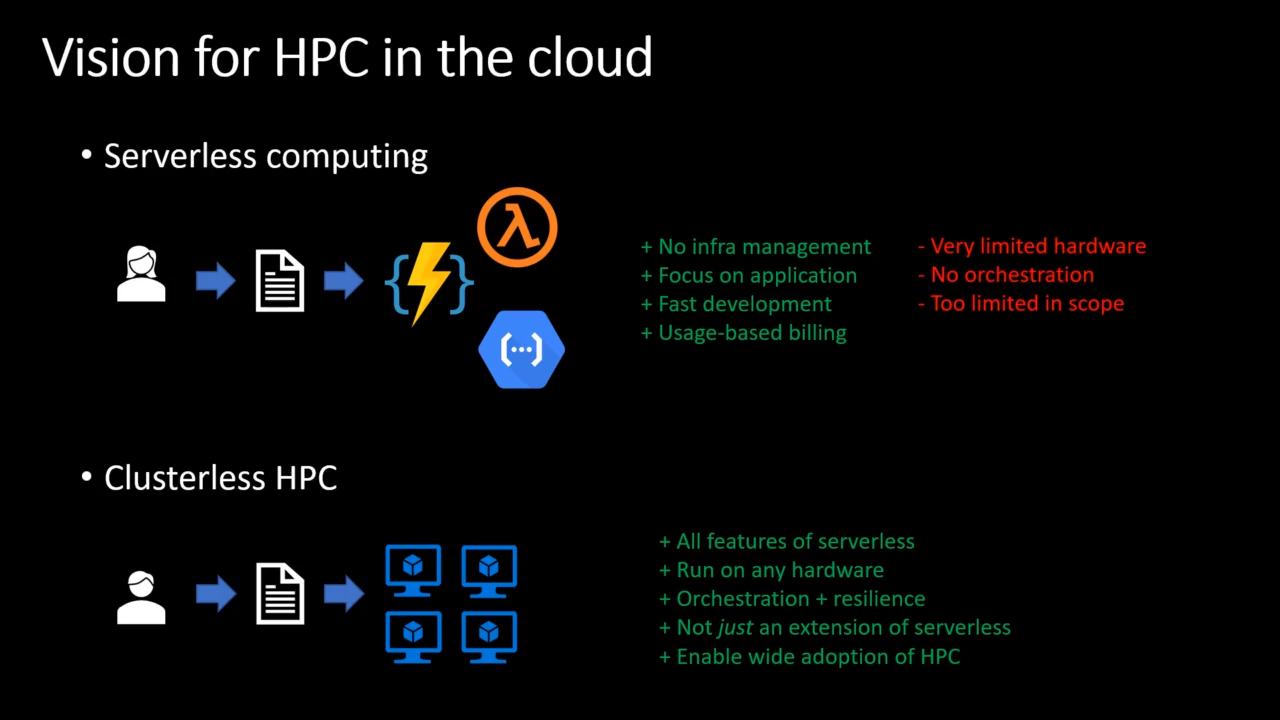 Vision for HPC in the cloud
• Serverless computing
+ No infra management
+ Focus on application
+ Fast development
+ Usage-based billing
- Very limited hardware
- No orchestration
- Too limited in scope
• Clusterless HPC
+ All features of serverless
+ Run on any hardware
+ Orchestration + resilience
+ Not just an extension of serverless
+ Enable wide adoption of HPC